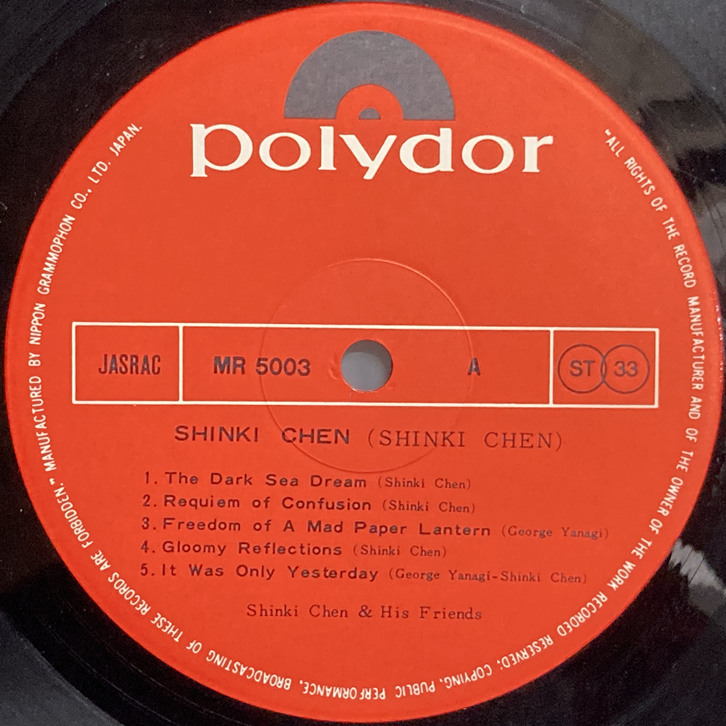 polydor
"ALL RIGHTS OF THE RECORD MANUFACTURER AND OF THE OWNER OF THE WORK RECORDED RESERVED; COPYING, PUBLIC PERFORMANCE, BROADCASTING OF THESE RECORDS ARE FORBIDDEN." MANUFACTURED BY NIPPON GRAMMOPHON CO., LTD. JAPAN.
JASRAC MR 5003 A ST 33
SHINKI CHEN (SHINKI CHEN)
1. The Dark Sea Dream (Shinki Chen)
2. Requiem of Confusion (Shinki Chen)
3. Freedom of A Mad Paper Lantern (George Yanagi)
4. Gloomy Reflections (Shinki Chen)
5. It Was Only Yesterday (George Yanagi-Shinki Chen)
Shinki Chen & His Friends